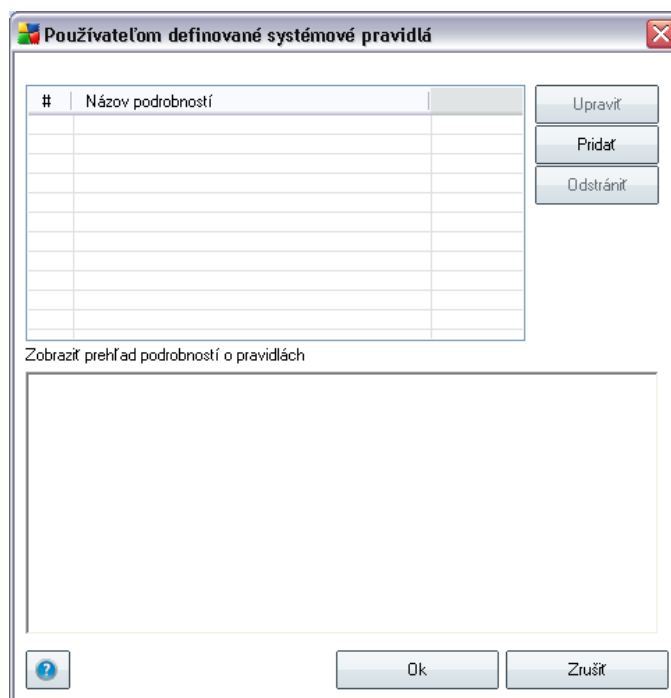 Používateľom definované systémové pravidlá
# Názov podrobností
Upraviť
Pridať
Odstrániť
Zobraziť prehľad podrobností o pravidlách
Ok
Zrušiť